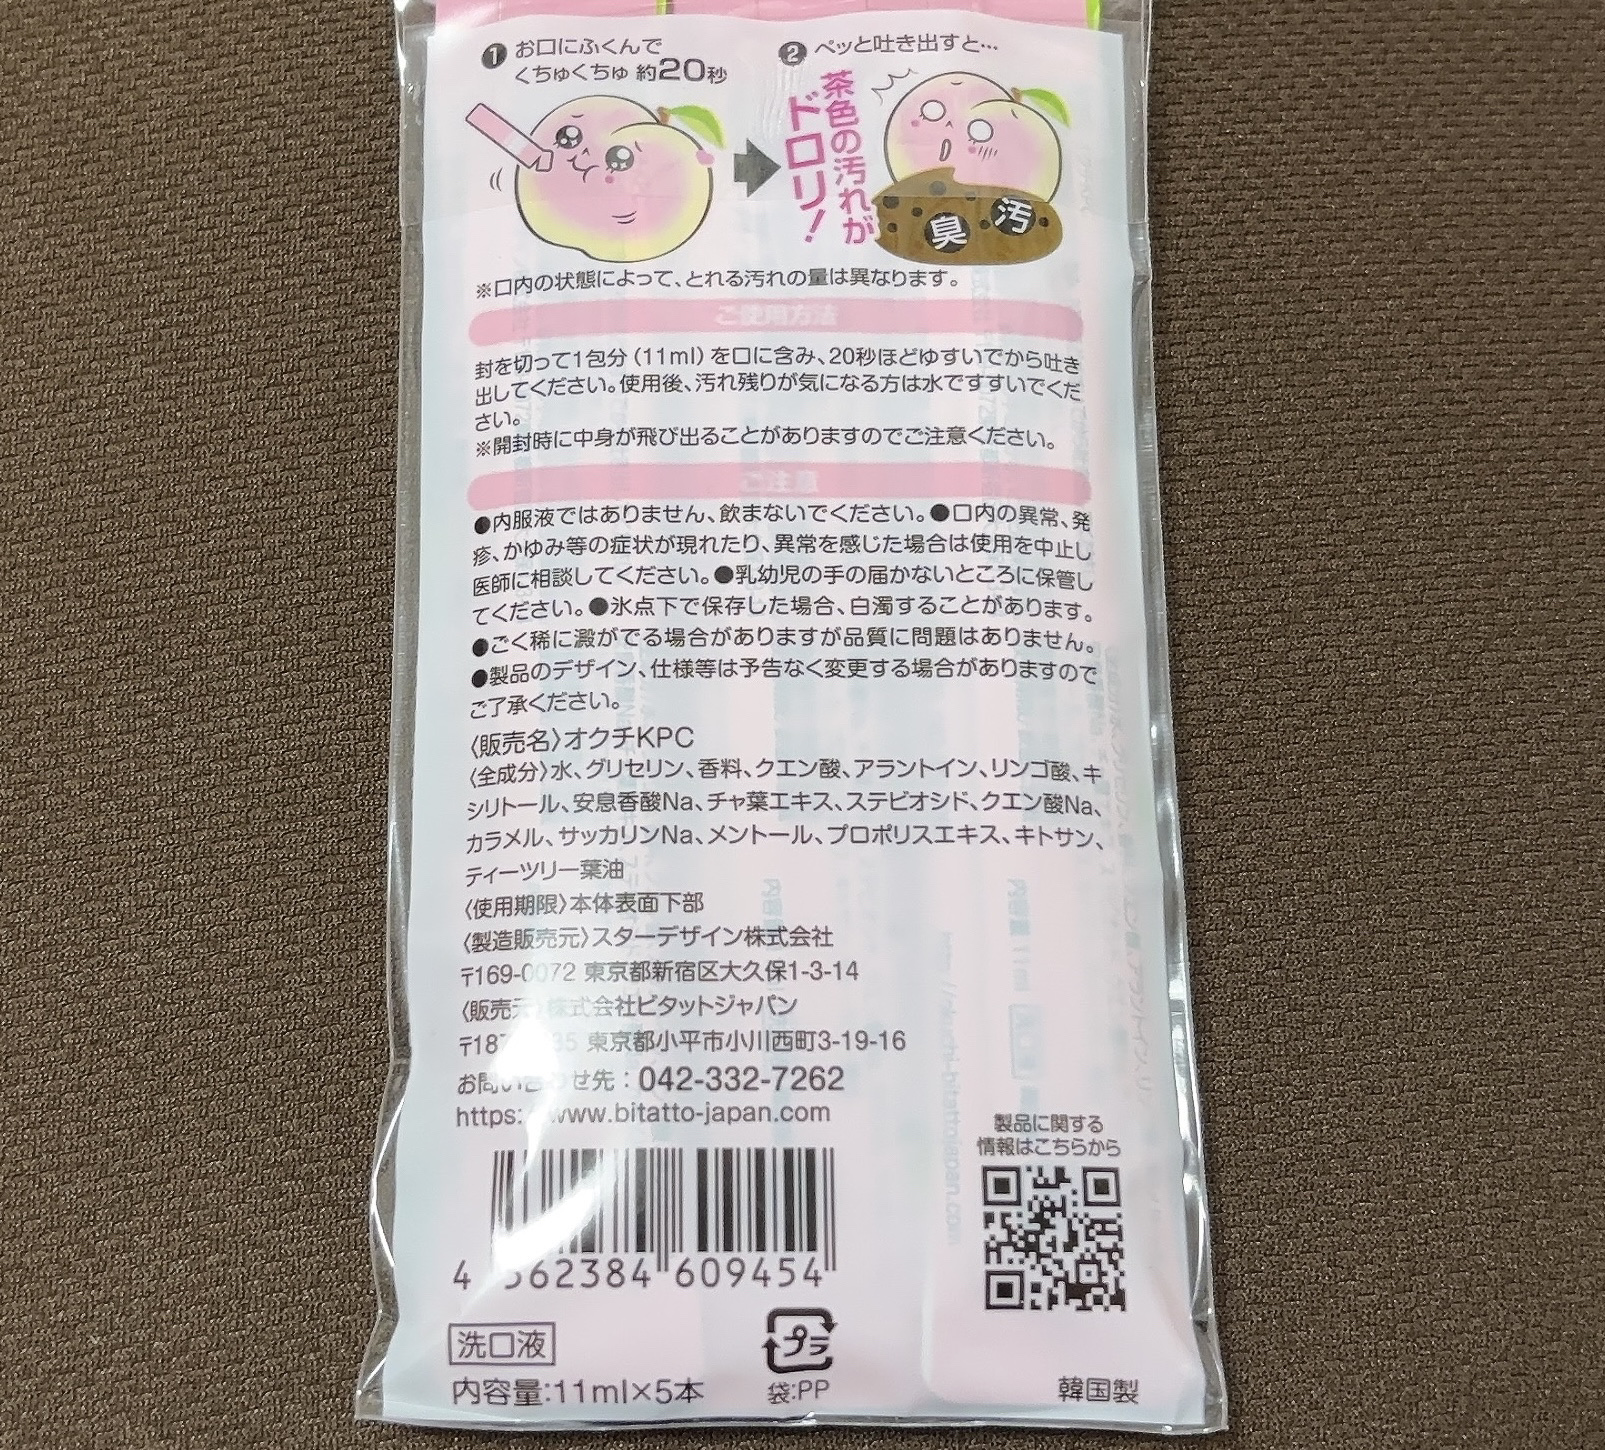 ❶ お口にふくんで
くちゅくちゅ 約20秒
❷ ペッと吐き出すと…
茶色の汚れが
ドロリ!
臭 汚
※口内の状態によって、とれる汚れの量は異なります。
ご使用方法
封を切って1包分（11ml）を口に含み、20秒ほどゆすいでから吐き
出してください。使用後、汚れ残りが気になる方は水ですすいでくだ
さい。
※開封時に中身が飛び出ることがありますのでご注意ください。
ご注意
●内服液ではありません、飲まないでください。●口内の異常、発
疹、かゆみ等の症状が現れたり、異常を感じた場合は使用を中止し
医師に相談してください。●乳幼児の手の届かないところに保管し
てください。●氷点下で保存した場合、白濁することがあります。
●ごく稀に澱がでる場合がありますが品質に問題はありません。
●製品のデザイン、仕様等は予告なく変更する場合がありますので
ご了承ください。
〈販売名〉オクチKPC
〈全成分〉水、グリセリン、香料、クエン酸、アラントイン、リンゴ酸、キ
シリトール、安息香酸Na、チャ葉エキス、ステビオシド、クエン酸Na、
カラメル、サッカリンNa、メントール、プロポリスエキス、キトサン、
ティーツリー葉油
〈使用期限〉本体表面下部
〈製造販売元〉スターデザイン株式会社
〒169-0072 東京都新宿区大久保1-3-14
〈販売元〉株式会社ビタットジャパン
東京都小平市小川西町3-19-16
お問い合わせ先：042-332-7262
https://www.bitatto-japan.com
製品に関する
情報はこちらから
4 562384 609454
洗口液
プラ
内容量:11ml×5本
袋:PP
韓国製